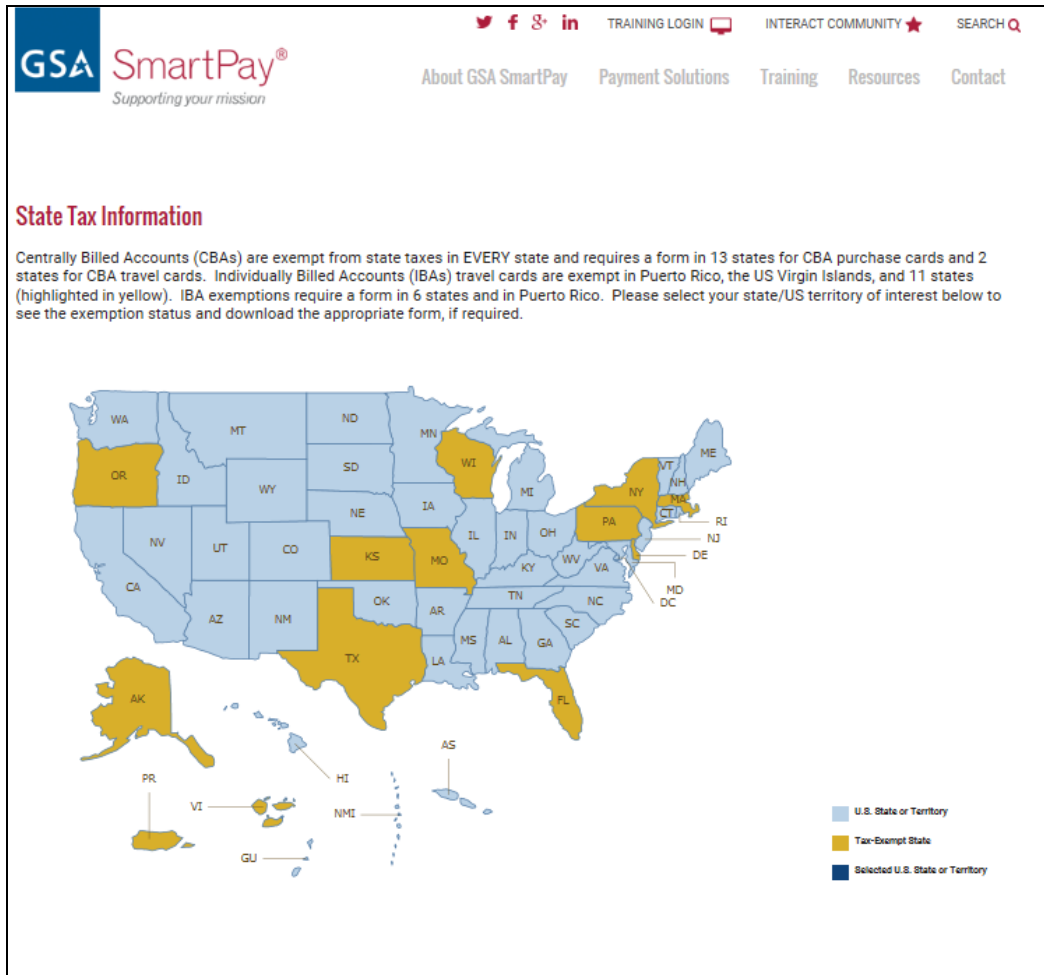 TRAINING LOGIN
INTERACT COMMUNITY
SEARCH
GSA SmartPay®
Supporting your mission
About GSA SmartPay Payment Solutions Training Resources Contact
State Tax Information
Centrally Billed Accounts (CBAs) are exempt from state taxes in EVERY state and requires a form in 13 states for CBA purchase cards and 2
states for CBA travel cards. Individually Billed Accounts (IBAs) travel cards are exempt in Puerto Rico, the US Virgin Islands, and 11 states
(highlighted in yellow). IBA exemptions require a form in 6 states and in Puerto Rico. Please select your state/US territory of interest below to
see the exemption status and download the appropriate form, if required.
WA
MT
ND
MN
ME
VT
NH
OR
ID
SD
WI
NY
MA
WY
MI
CT
RI
NE
IA
PA
NJ
NV
UT
CO
IL
IN
OH
DE
KS
MO
WV
VA
KY
MD
CA
DC
TN
NC
OK
AR
AZ
NM
SC
MS
AL
GA
TX
LA
AK
FL
AS
PR
HI
VI
NMI
GU
U.S. State or Territory
Tax-Exempt State
Selected U.S. State or Territory